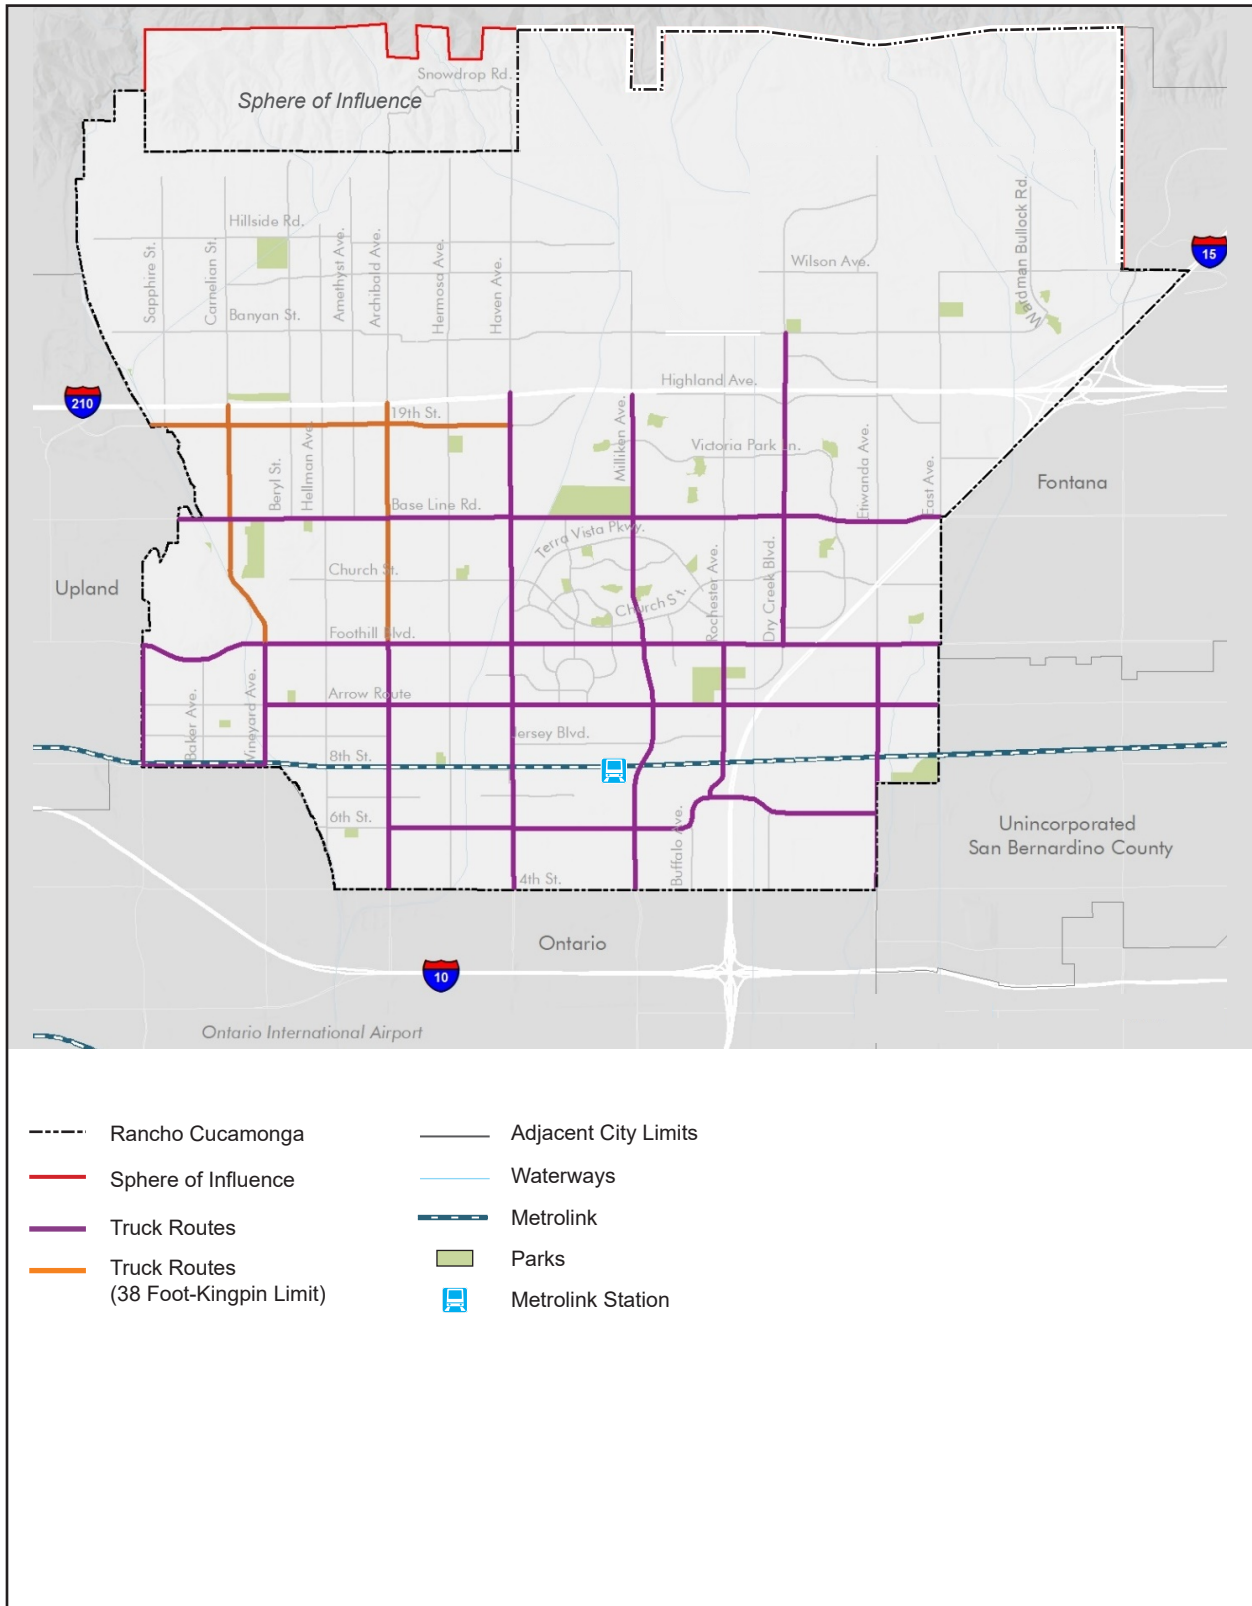 Snowdrop Rd.
Sphere of Influence
Hillside Rd.
Sapphire St.
Carnelian St.
Amethyst Ave.
Archibald Ave.
Hermosa Ave.
Haven Ave.
Wilson Ave.
Wardman Bullock Rd.
15
Banyan St.
Highland Ave.
210
19th St.
Milliken Ave.
Victoria Park Ln.
Beryl St.
Hellman Ave.
Etiwanda Ave.
East Ave.
Fontana
Base Line Rd.
Terra Vista Pkwy.
Upland
Church St.
Church St.
Rochester Ave.
Dry Creek Blvd.
Foothill Blvd.
Arrow Route
Baker Ave.
Vineyard Ave.
Jersey Blvd.
8th St.
6th St.
Buffalo Ave.
Unincorporated
San Bernardino County
4th St.
Ontario
10
Ontario International Airport
Rancho Cucamonga
Sphere of Influence
Truck Routes
Truck Routes
(38 Foot-Kingpin Limit)
Adjacent City Limits
Waterways
Metrolink
Parks
Metrolink Station